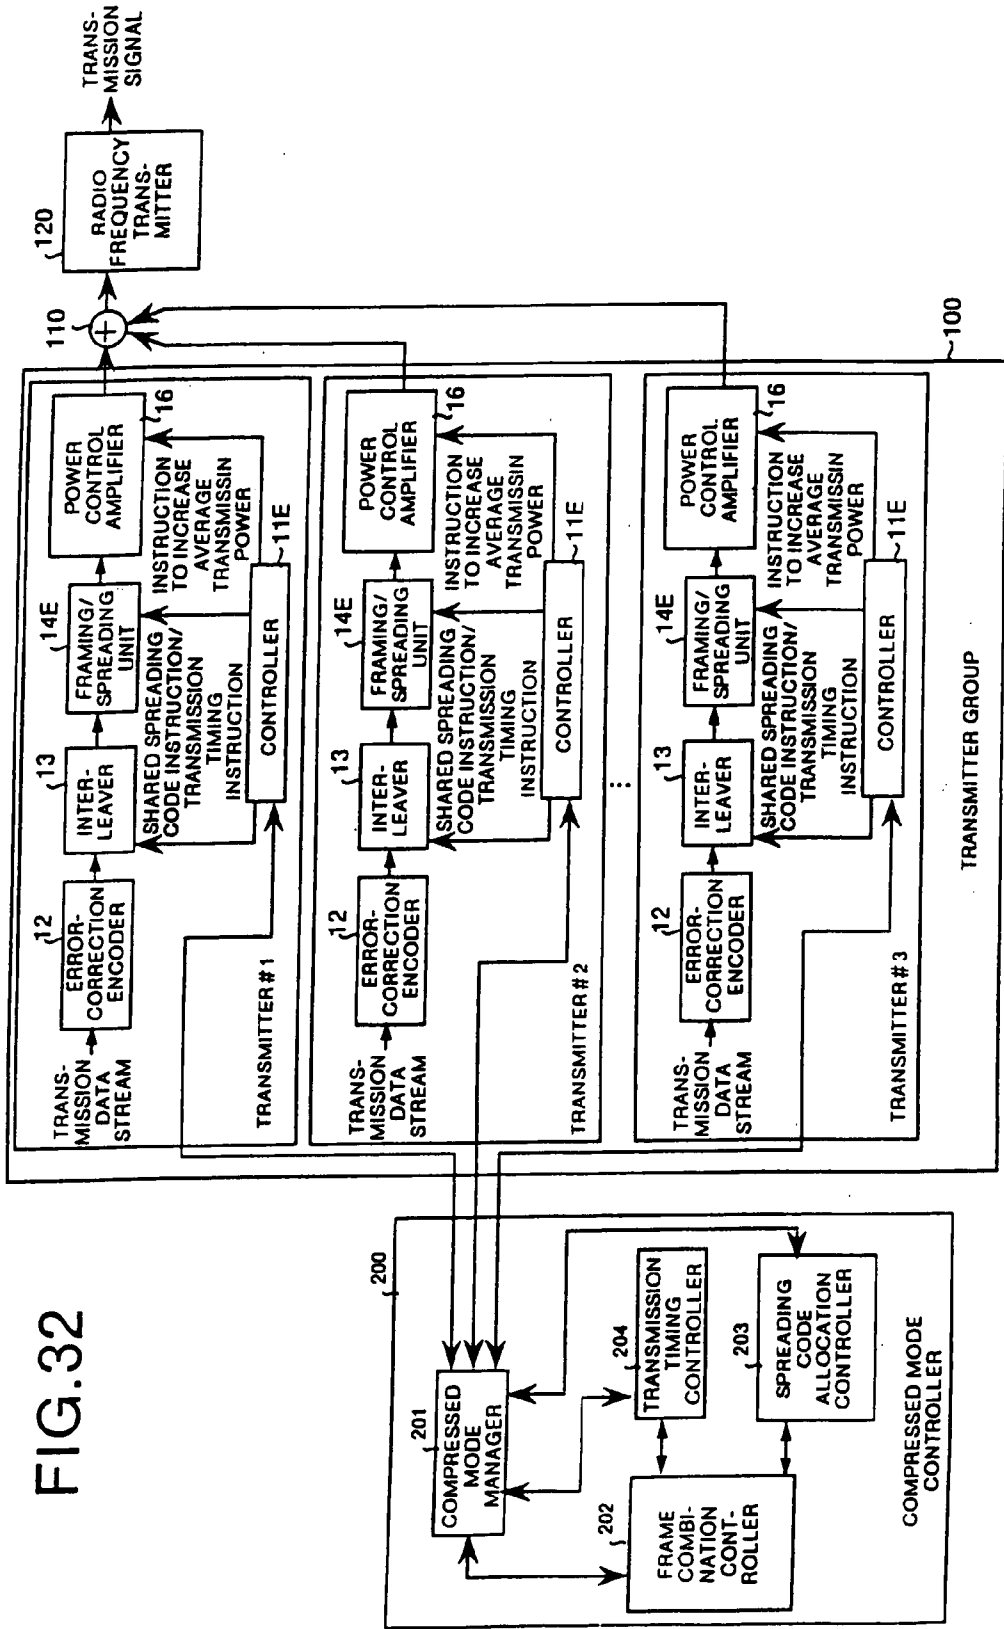 FIG.32
TRANS-
MISSION
SIGNAL
120
RADIO
FREQUENCY
TRANS-
MITTER
110
+
100
TRANS-
MISSION
DATA
STREAM
12
ERROR-
CORRECTION
ENCODER
13
INTER-
LEAVER
14E
FRAMING/
SPREADING
UNIT
POWER
CONTROL
AMPLIFIER
16
SHARED SPREADING
CODE INSTRUCTION/
TRANSMISSION
TIMING
INSTRUCTION
INSTRUCTION
TO INCREASE
AVERAGE
TRANSMISSIN
POWER
11E
CONTROLLER
TRANSMITTER#1
TRANS-
MISSION
DATA
STREAM
12
ERROR-
CORRECTION
ENCODER
13
INTER-
LEAVER
14E
FRAMING/
SPREADING
UNIT
POWER
CONTROL
AMPLIFIER
16
SHARED SPREADING
CODE INSTRUCTION/
TRANSMISSION
TIMING
INSTRUCTION
INSTRUCTION
TO INCREASE
AVERAGE
TRANSMISSIN
POWER
11E
CONTROLLER
TRANSMITTER#2
...
TRANS-
MISSION
DATA
STREAM
12
ERROR-
CORRECTION
ENCODER
13
INTER-
LEAVER
14E
FRAMING/
SPREADING
UNIT
POWER
CONTROL
AMPLIFIER
16
SHARED SPREADING
CODE INSTRUCTION/
TRANSMISSION
TIMING
INSTRUCTION
INSTRUCTION
TO INCREASE
AVERAGE
TRANSMISSIN
POWER
11E
CONTROLLER
TRANSMITTER#3
TRANSMITTER GROUP
200
201
COMPRESSED
MODE
MANAGER
204
TRANSMISSION
TIMING
CONTROLLER
202
FRAME
COMBI-
NATION
CONT-
ROLLER
203
SPREADING
CODE
ALLOCATION
CONTROLLER
COMPRESSED MODE
CONTROLLER